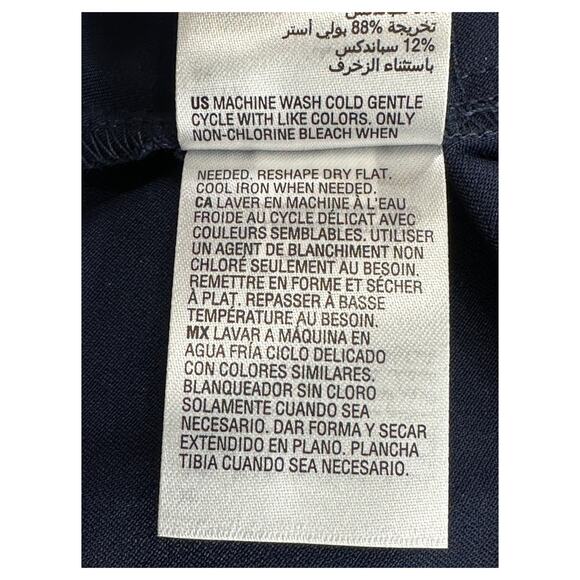 تخريجة 88% بولي أستر
12% سباندكس
باستثناء الزخرف
US MACHINE WASH COLD GENTLE
CYCLE WITH LIKE COLORS. ONLY
NON-CHLORINE BLEACH WHEN
NEEDED. RESHAPE DRY FLAT.
COOL IRON WHEN NEEDED.
CA LAVER EN MACHINE À L'EAU
FROIDE AU CYCLE DÉLICAT AVEC
COULEURS SEMBLABLES. UTILISER
UN AGENT DE BLANCHIMENT NON
CHLORÉ SEULEMENT AU BESOIN.
REMETTRE EN FORME ET SÉCHER
À PLAT. REPASSER À BASSE
TEMPÉRATURE AU BESOIN.
MX LAVAR A MÁQUINA EN
AGUA FRÍA CICLO DELICADO
CON COLORES SIMILARES.
BLANQUEADOR SIN CLORO
SOLAMENTE CUANDO SEA
NECESARIO. DAR FORMA Y SECAR
EXTENDIDO EN PLANO. PLANCHA
TIBIA CUANDO SEA NECESARIO.